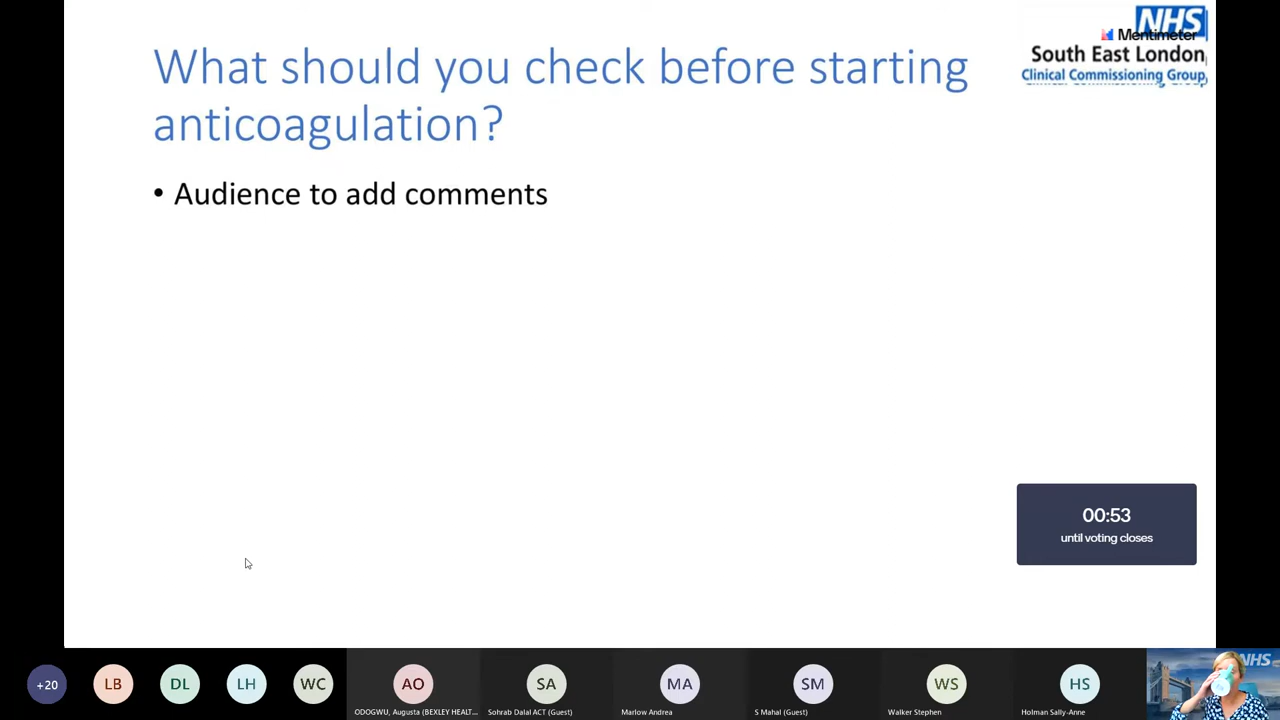 NHS
Mentimeter
South East London
Clinical Commissioning Group
What should you check before starting
anticoagulation?
• Audience to add comments
00:53
until voting closes
+20
LB
DL
LH
WC
AO
SA
MA
SM
WS
HS
ODOGWU, Augusta (BEXLEY HEALT...
Sohrab Dalal ACT (Guest)
Marlow Andrea
S Mahal (Guest)
Walker Stephen
Holman Sally-Anne
NHS